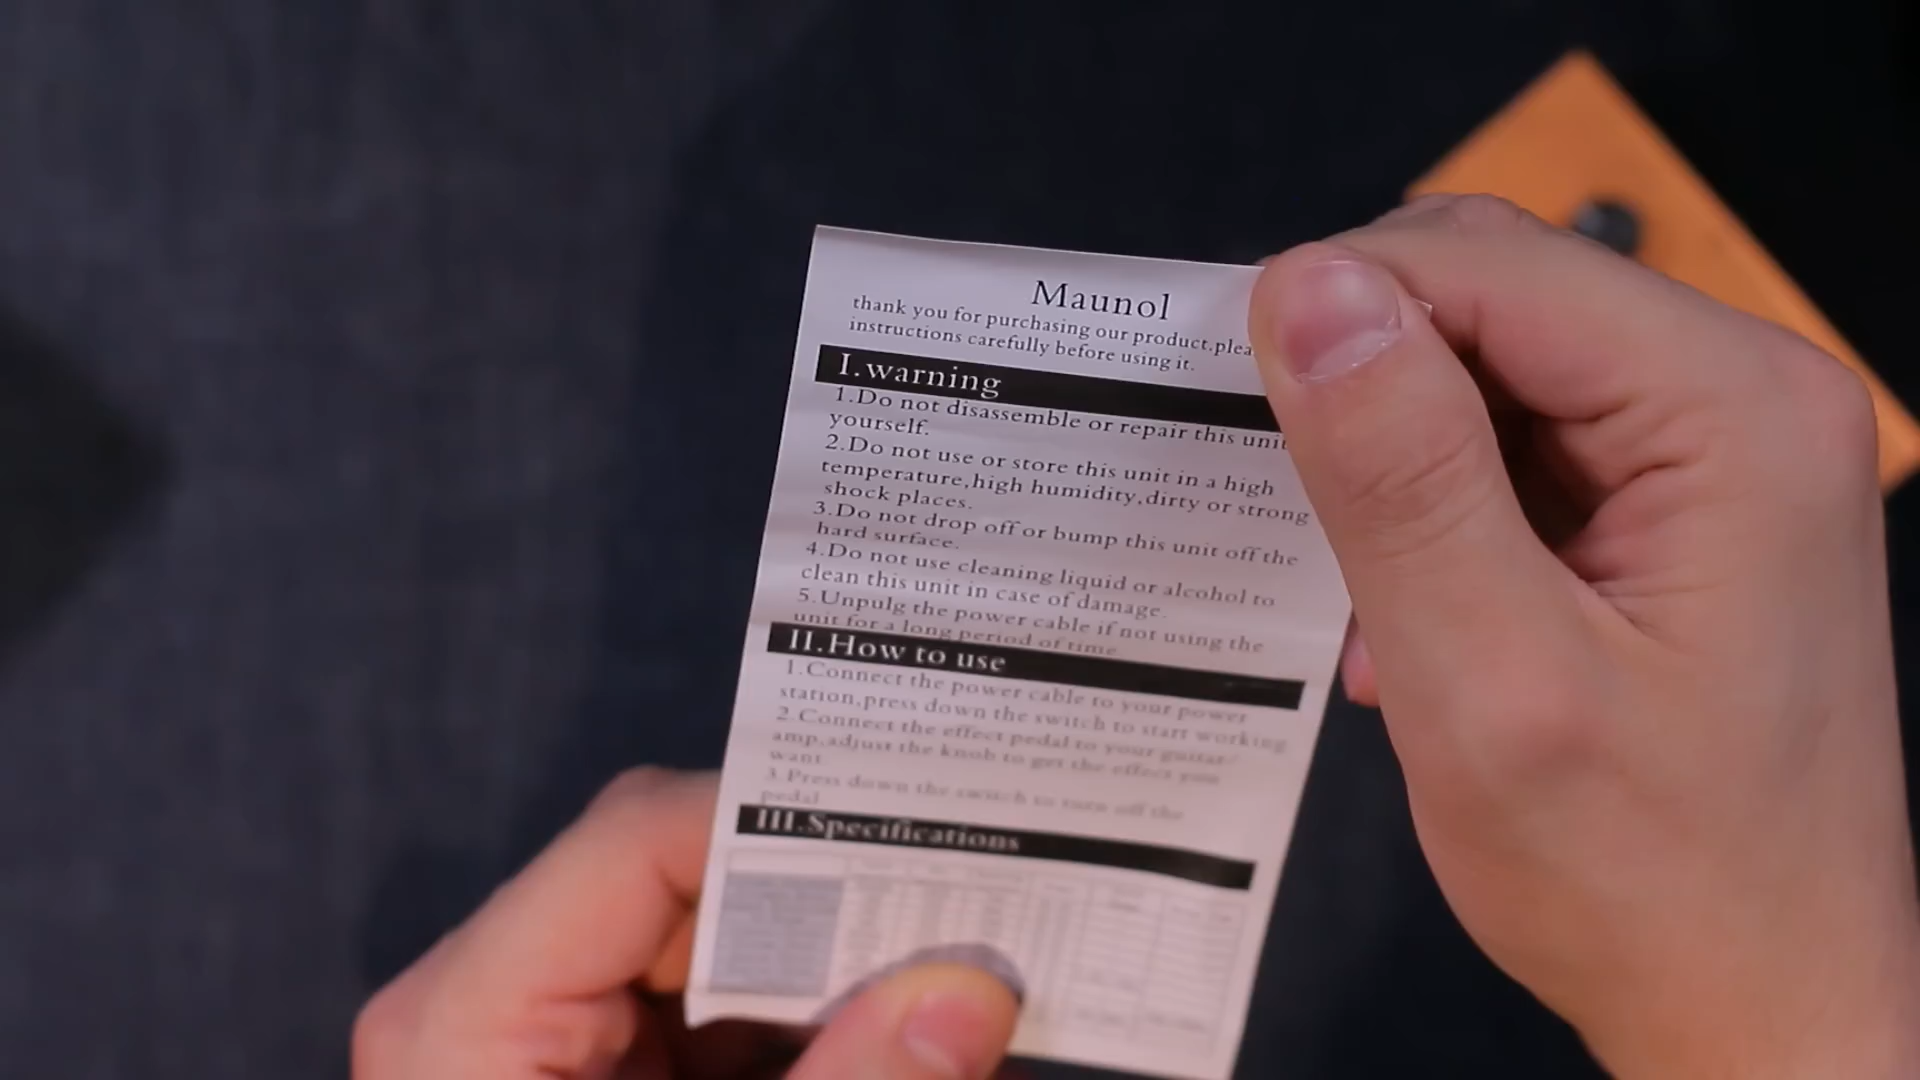 Maunol
thank you for purchasing our product.plea
instructions carefully before using it.
I.warning
1.Do not disassemble or repair this unit
yourself.
2.Do not use or store this unit in a high
temperature,high humidity,dirty or strong
shock places.
3.Do not drop off or bump this unit off the
hard surface.
4.Do not use cleaning liquid or alcohol to
clean this unit in case of damage.
5.Unpulg the power cable if not using the
unit for a long period of time.
II.How to use
1.Connect the power cable to your power
station,press down the switch to start working
2.Connect the effect pedal to your guitar/
amp,adjust the knob to get the effect you
want.
3.Press down the switch to turn off the
pedal
III.Specifications